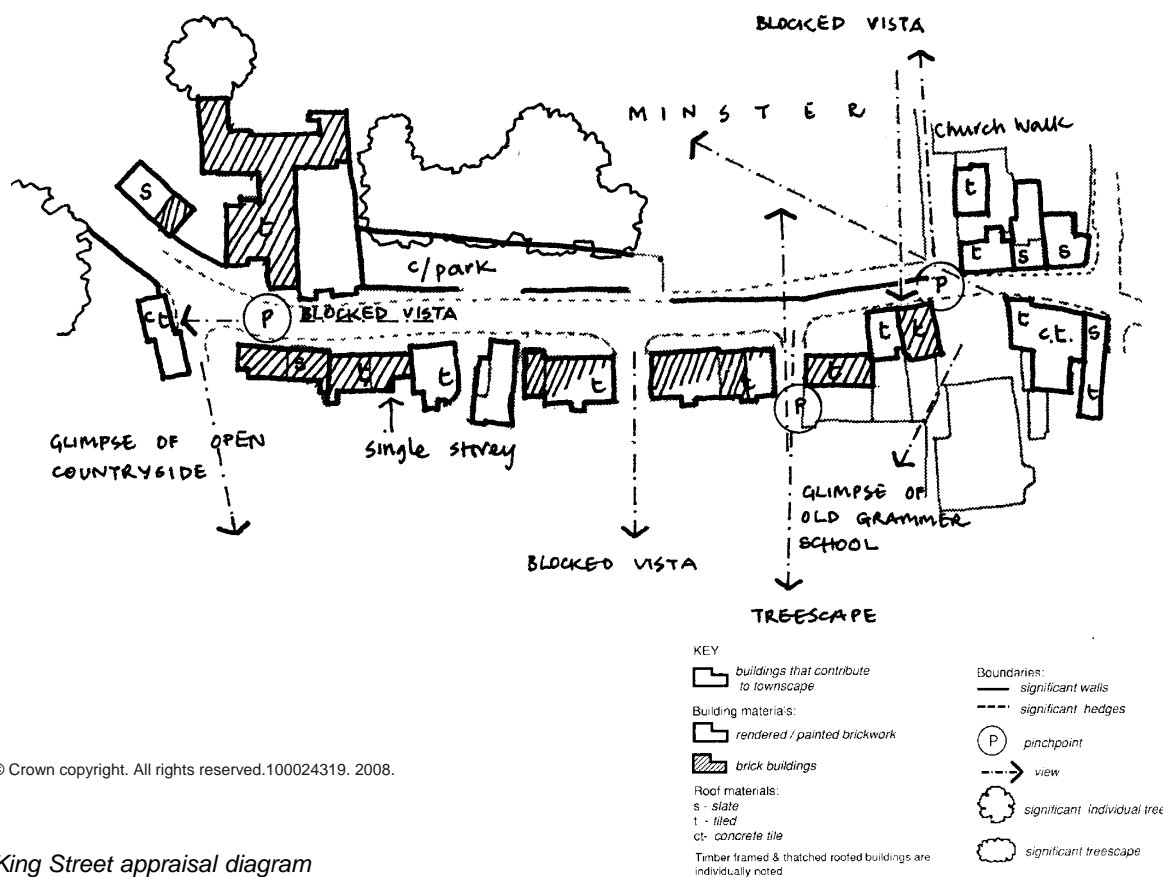 BLOCKED VISTA
MINSTER
Church Walk
t
s
t
s
s
t
c/park
P
ct
P
BLOCKED VISTA
t
t
t
c.t.
s
s
t
t
t
t
t
P
t
GLIMPSE OF OPEN
COUNTRYSIDE
single storey
GLIMPSE OF
OLD GRAMMER
SCHOOL
BLOCKED VISTA
TREESCAPE
KEY
buildings that contribute
to townscape
Building materials:
rendered / painted brickwork
brick buildings
Roof materials:
s - slate
t - tiled
ct- concrete tile
Timber framed & thatched roofed buildings are
individually noted
Boundaries:
significant walls
significant hedges
P pinchpoint
view
significant individual tree
significant treescape
© Crown copyright. All rights reserved.100024319. 2008.
King Street appraisal diagram